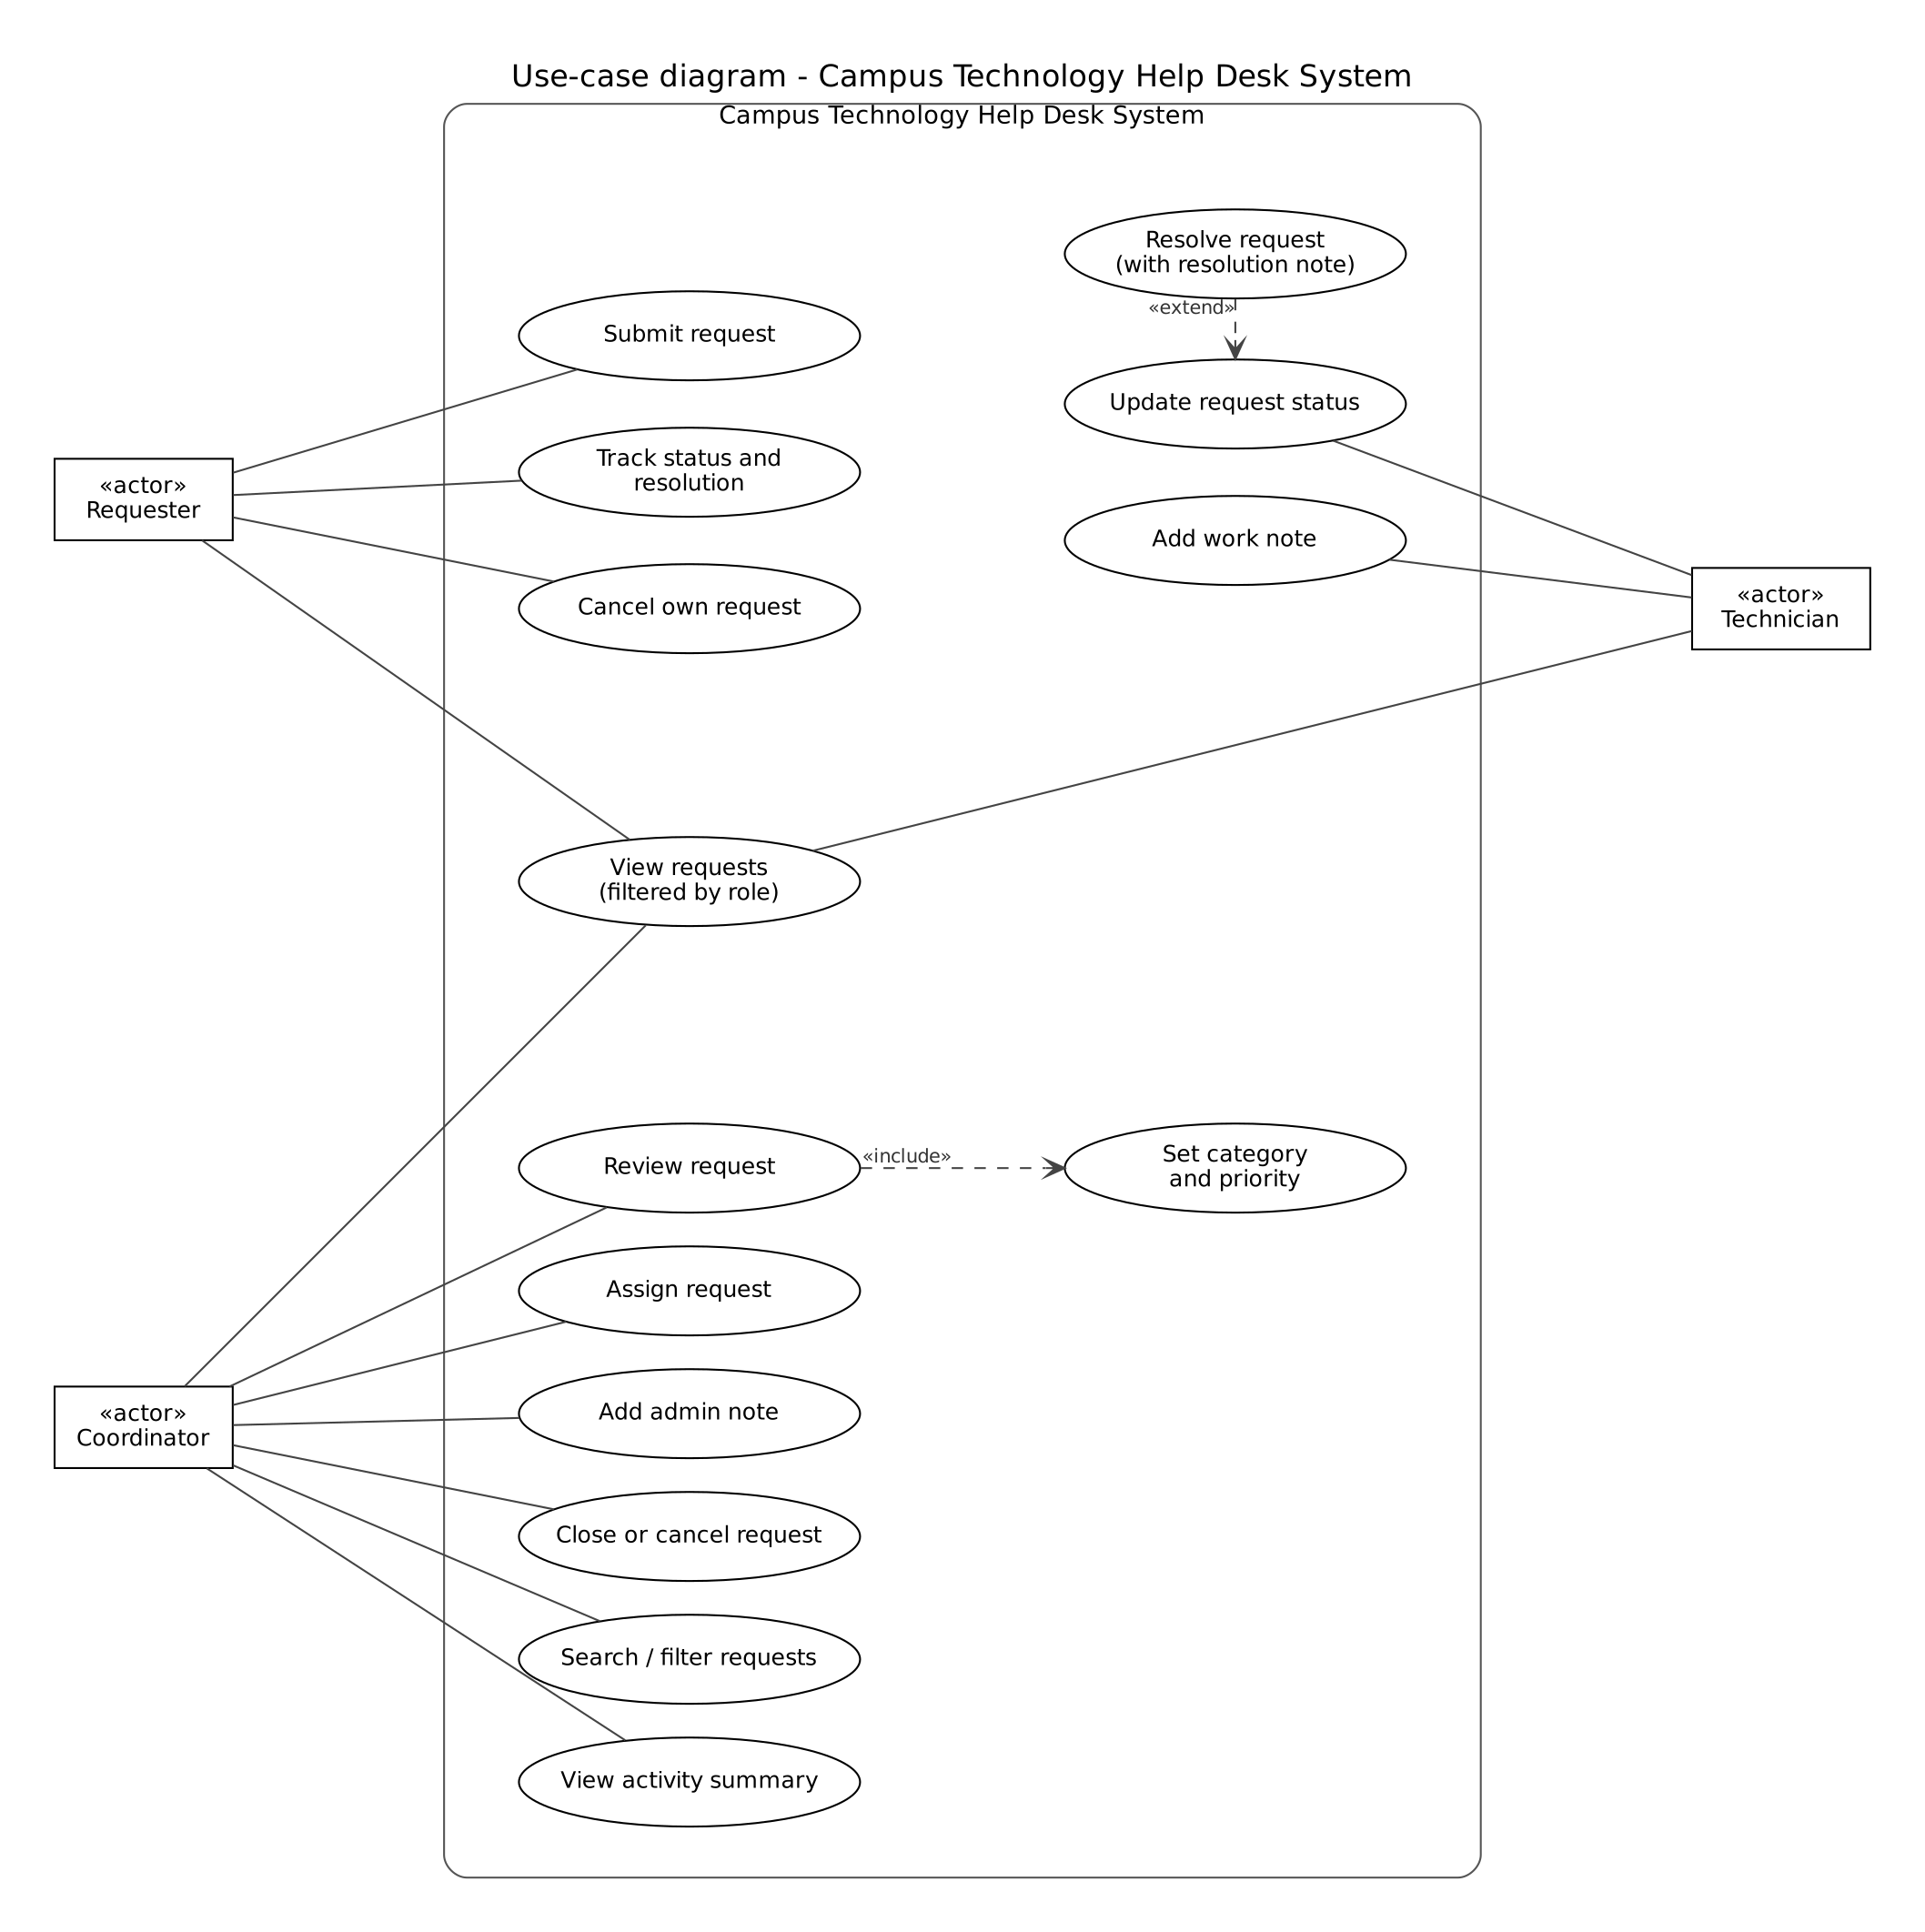 Use-case diagram - Campus Technology Help Desk System
Campus Technology Help Desk System
Resolve request
(with resolution note)
«extend»
Submit request
Update request status
Track status and
resolution
«actor»
Requester
Add work note
«actor»
Technician
Cancel own request
View requests
(filtered by role)
Review request
«include»
Set category
and priority
Assign request
«actor»
Coordinator
Add admin note
Close or cancel request
Search / filter requests
View activity summary